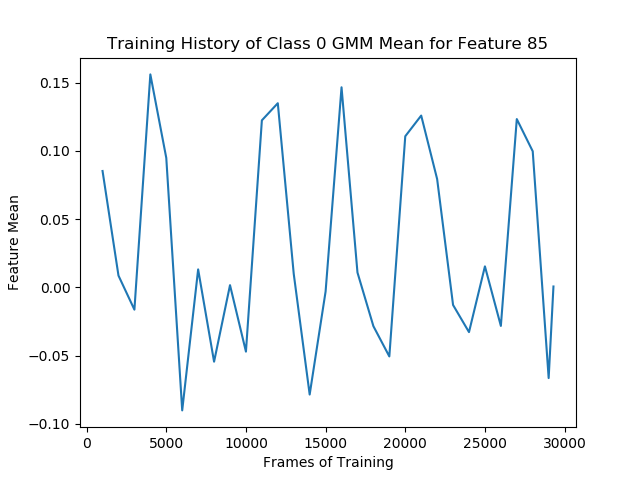 Training History of Class 0 GMM Mean for Feature 85
0.15
0.10
0.05
0.00
−0.05
−0.10
Feature Mean
0 5000 10000 15000 20000 25000 30000
Frames of Training